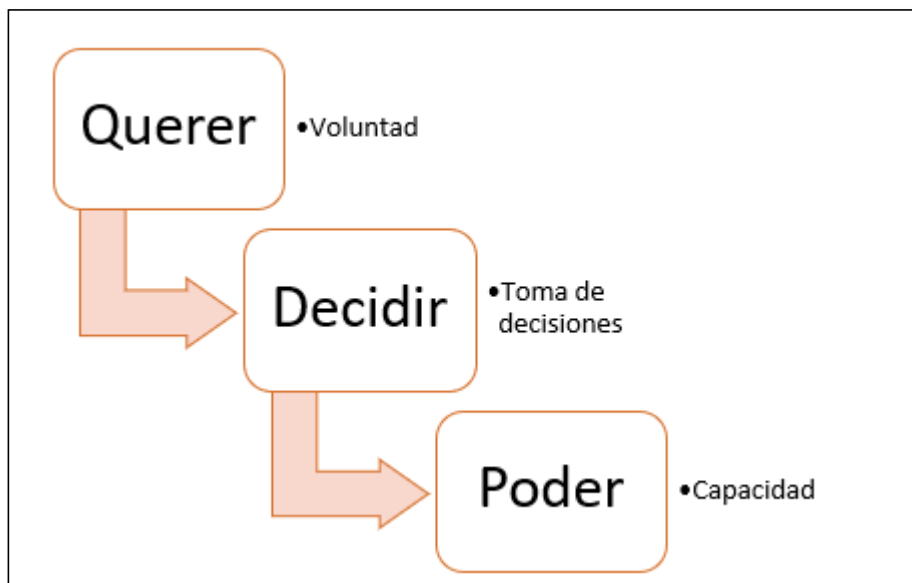 Querer
•Voluntad
Decidir
•Toma de
decisiones
Poder
•Capacidad